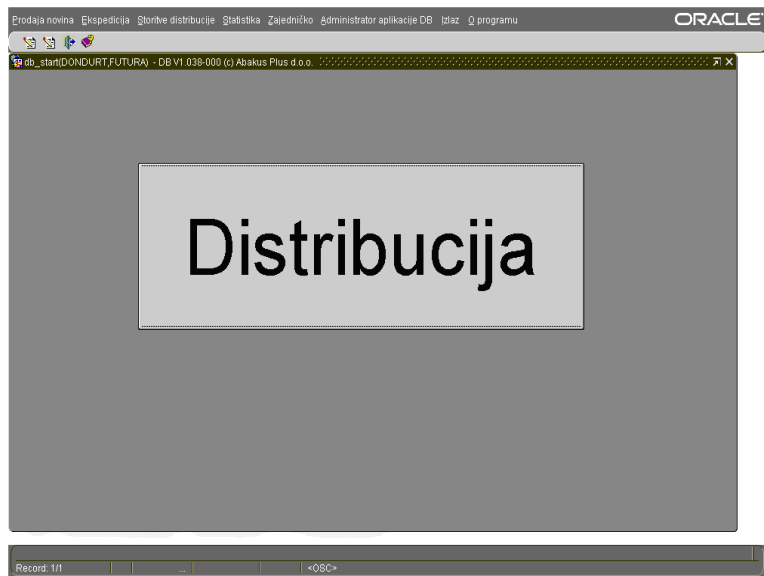 Prodaja novina Ekspedicija Storitve distribucije Statistika Zajedničko Administrator aplikacije DB Izlaz O programu ORACLE
db_start(DONDURT,FUTURA) - DB V1.038-000 (c) Abakus Plus d.o.o.
Distribucija
Record: 1/1 ... <OSC>